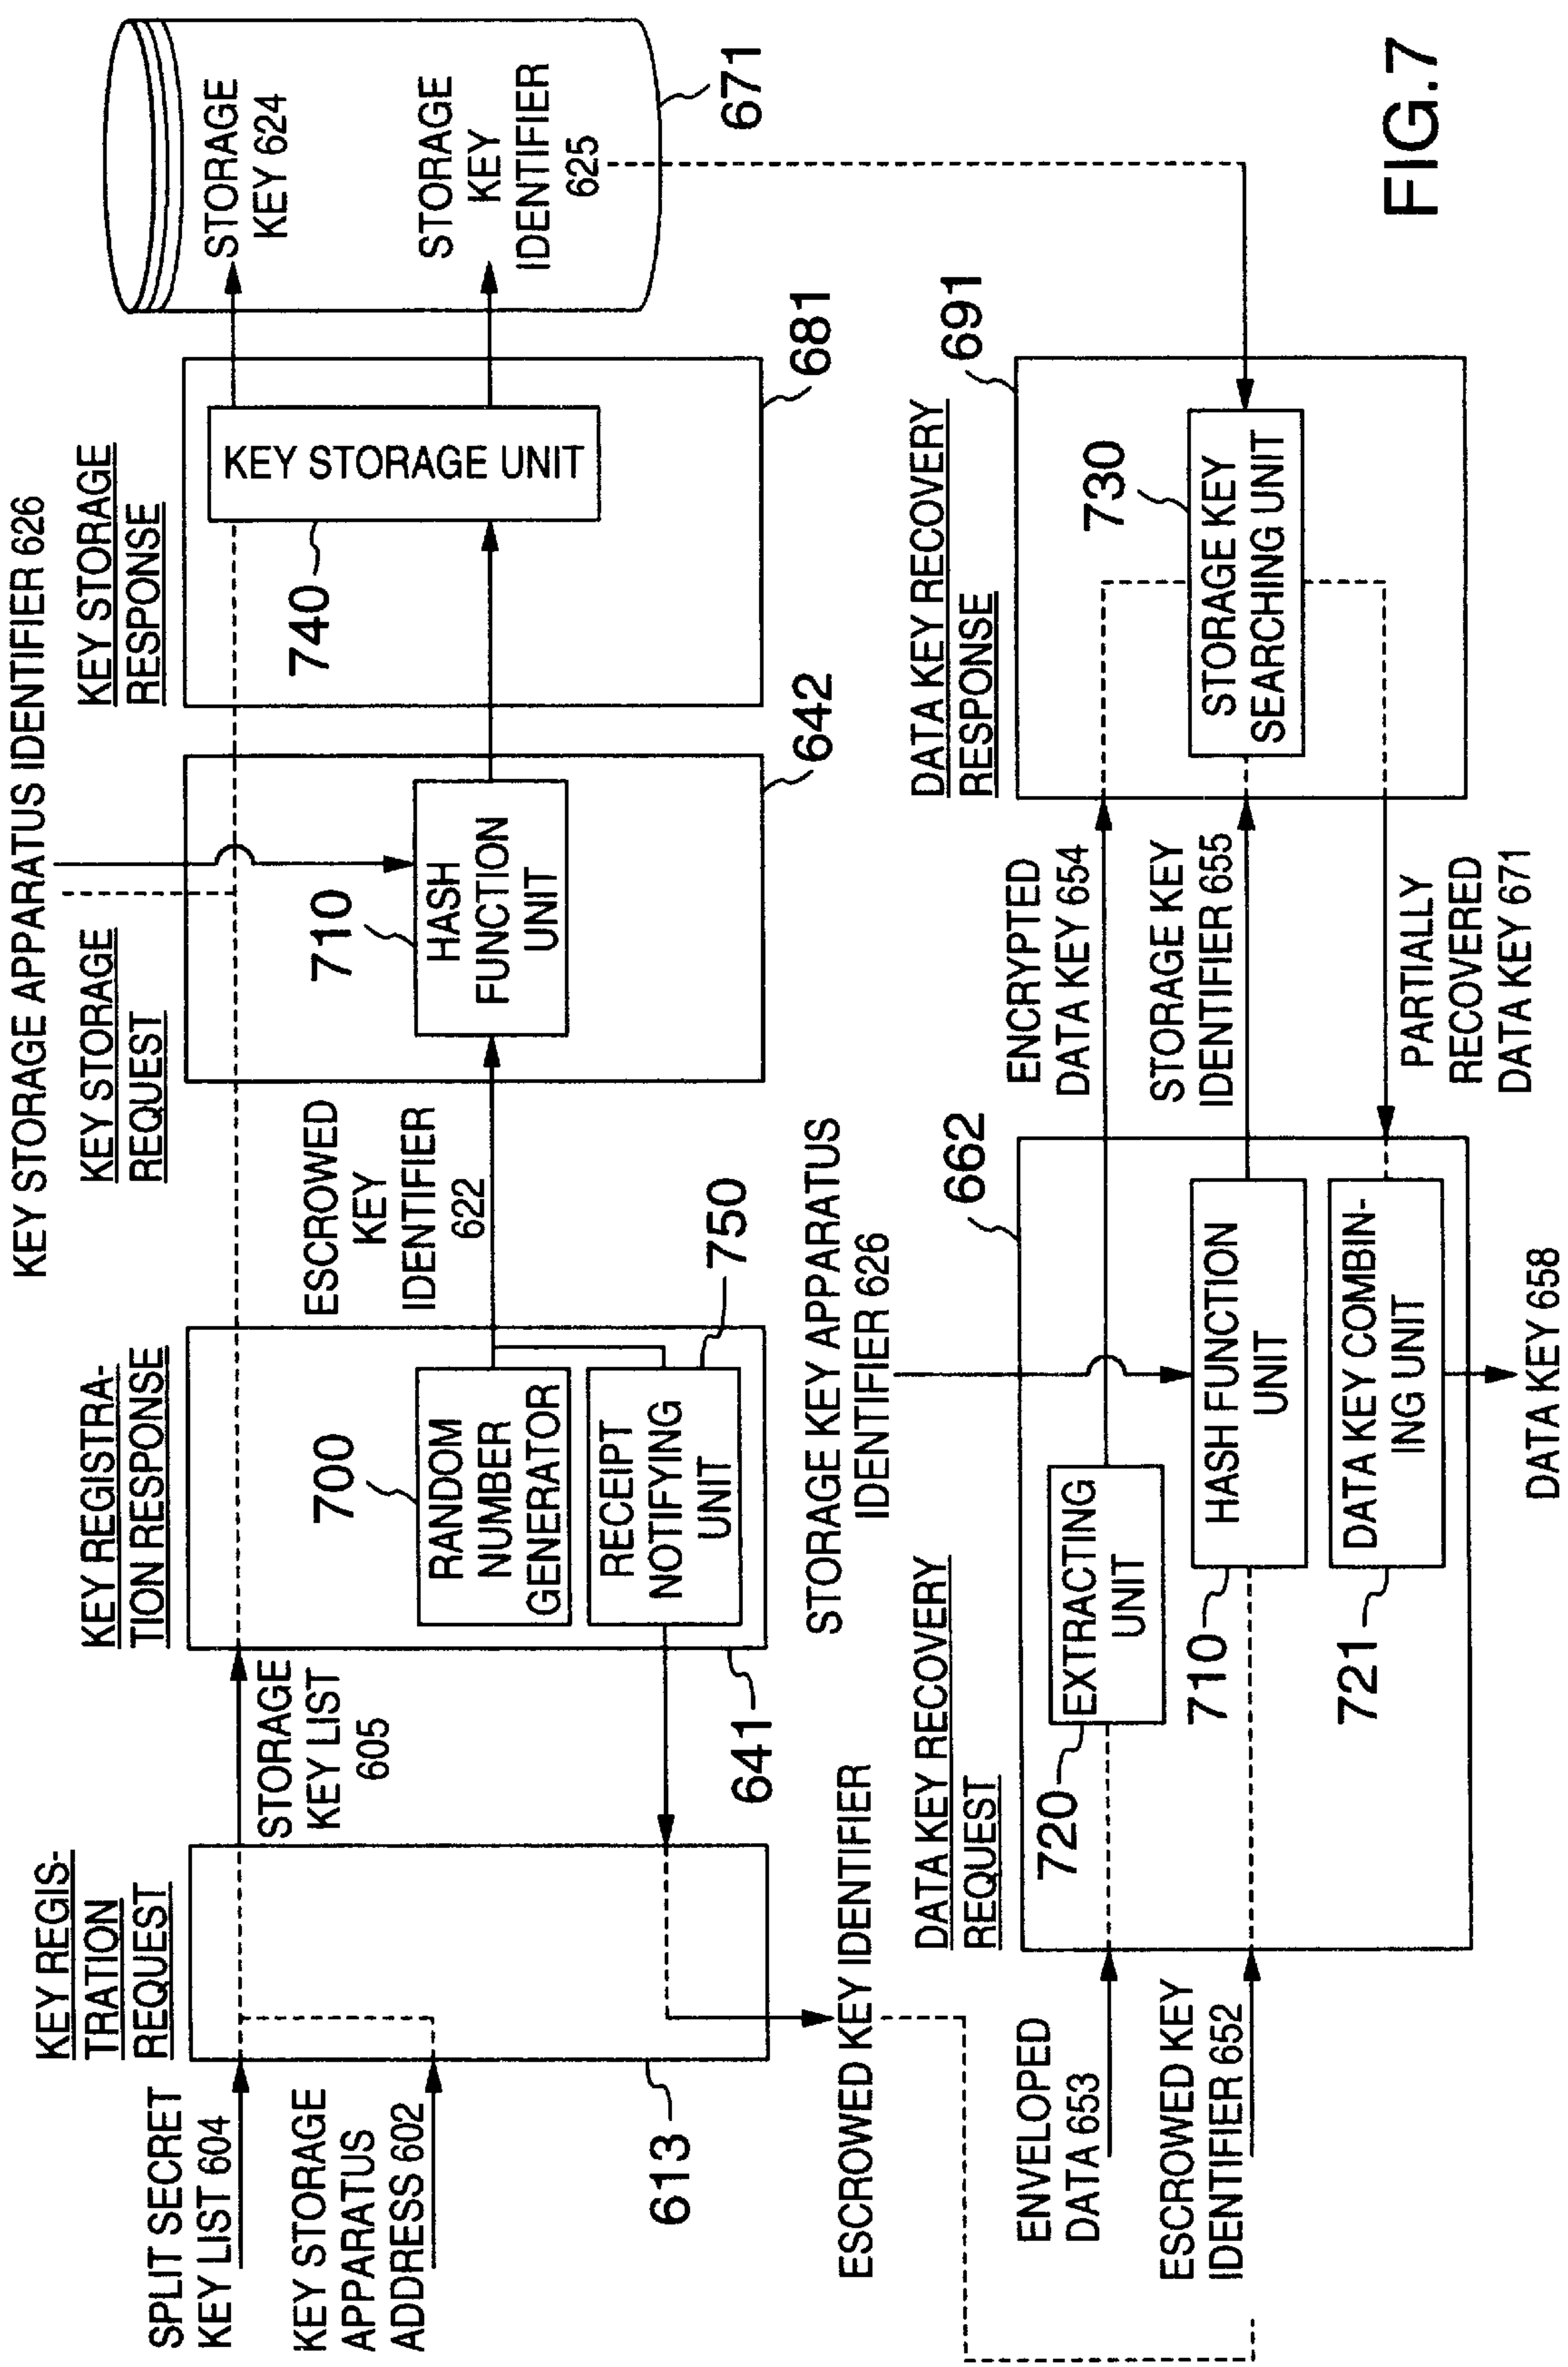 KEY STORAGE APPARATUS IDENTIFIER 626
KEY REGIS-
TRATION
REQUEST
KEY REGISTRA-
TION RESPONSE
KEY STORAGE
REQUEST
KEY STORAGE
RESPONSE
SPLIT SECRET
KEY LIST 604
KEY STORAGE
APPARATUS
ADDRESS 602
613
STORAGE
KEY LIST
605
641
700
RANDOM
NUMBER
GENERATOR
RECEIPT
NOTIFYING
UNIT
750
ESCROWED
KEY
IDENTIFIER
622
710
HASH
FUNCTION
UNIT
642
740
KEY STORAGE UNIT
681
STORAGE
KEY 624
STORAGE
KEY
IDENTIFIER
625
671
ESCROWED KEY IDENTIFIER
STORAGE KEY APPARATUS
IDENTIFIER 626
DATA KEY RECOVERY
REQUEST
662
ENVELOPED
DATA 653
ESCROWED KEY
IDENTIFIER 652
720
EXTRACTING
UNIT
710
HASH FUNCTION
UNIT
721
DATA KEY COMBIN-
ING UNIT
DATA KEY 658
ENCRYPTED
DATA KEY 654
STORAGE KEY
IDENTIFIER 655
PARTIALLY
RECOVERED
DATA KEY 671
DATA KEY RECOVERY
RESPONSE
691
730
STORAGE KEY
SEARCHING UNIT
FIG.7